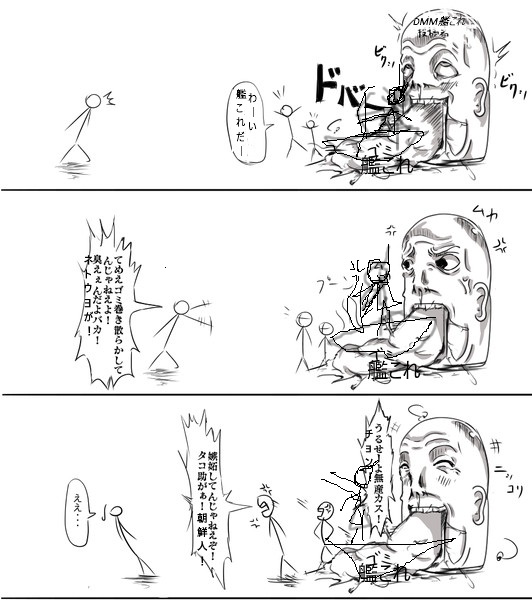 DMM艦これ
ビクッ
ビクッ
ドバー
わーい
艦これだー
ゴミ
艦これ
ムカ
てめえゴミ巻き散らかして
んじゃねえよ!
臭えぇんだよバカ!
ネトウヨが!
ゴミ
艦これ
ニッコリ
うるせーよ無産カス!
チョン
嫉妬してんじゃねえぞ!
タコ助がぁ!朝鮮人!
ええ・・・
ゴミ
艦これ